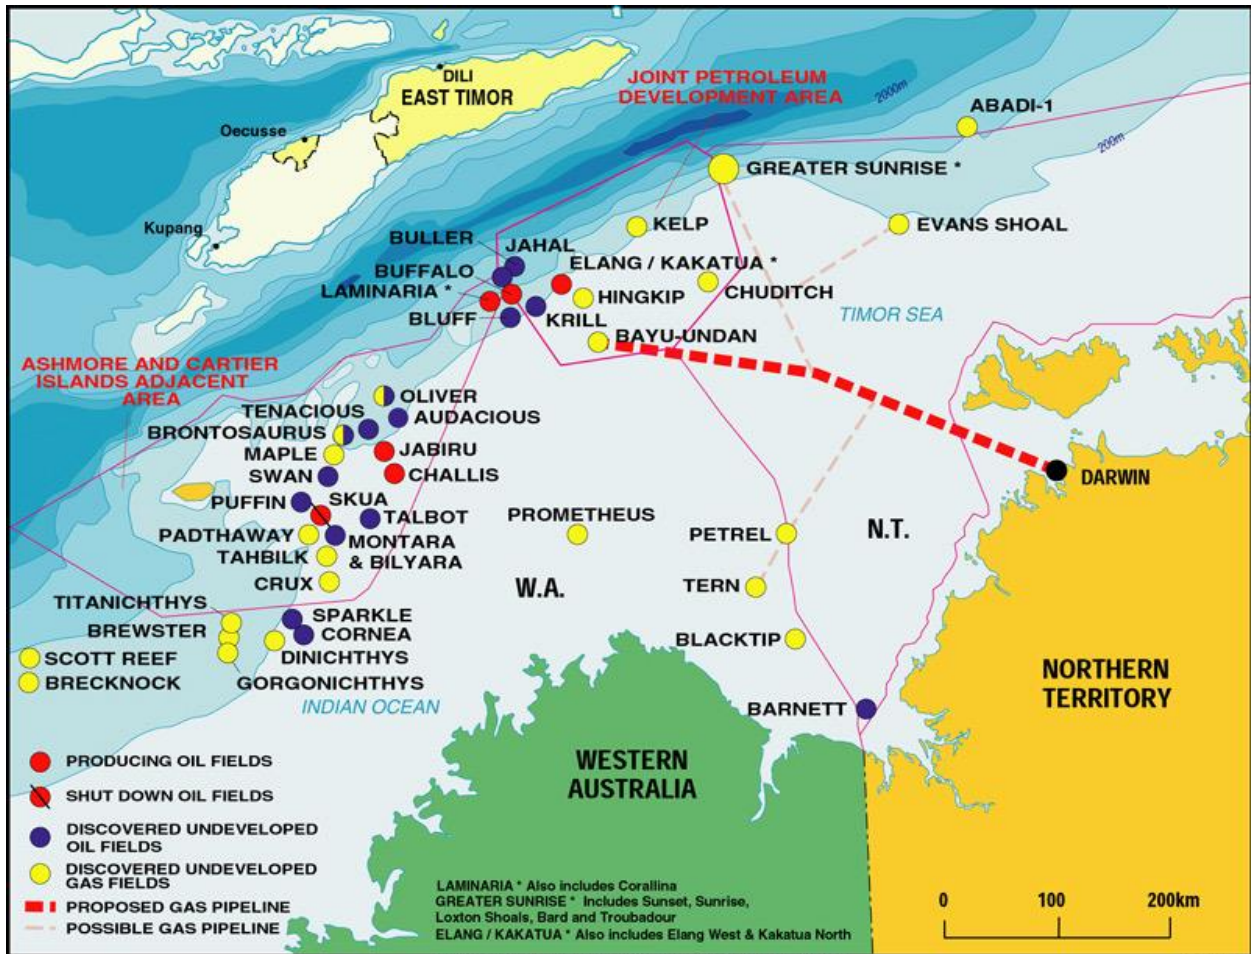 DILI
EAST TIMOR
JOINT PETROLEUM
DEVELOPMENT AREA
2000m
ABADI-1
200m
Oecusse
GREATER SUNRISE *
Kupang
KELP
EVANS SHOAL
BULLER
JAHAL
ELANG / KAKATUA *
BUFFALO
LAMINARIA *
HINGKIP
CHUDITCH
BLUFF
KRILL
TIMOR SEA
BAYU-UNDAN
ASHMORE AND CARTIER
ISLANDS ADJACENT
AREA
OLIVER
TENACIOUS
AUDACIOUS
BRONTOSAURUS
MAPLE
JABIRU
SWAN
CHALLIS
DARWIN
PUFFIN
SKUA
TALBOT
PROMETHEUS
PETREL
N.T.
PADTHAWAY
MONTARA
& BILYARA
TAHBILK
CRUX
W.A.
TERN
TITANICHTHYS
SPARKLE
BREWSTER
CORNEA
BLACKTIP
SCOTT REEF
DINICHTHYS
BRECKNOCK
GORGONICHTHYS
INDIAN OCEAN
BARNETT
NORTHERN
TERRITORY
WESTERN
AUSTRALIA
PRODUCING OIL FIELDS
SHUT DOWN OIL FIELDS
DISCOVERED UNDEVELOPED
OIL FIELDS
DISCOVERED UNDEVELOPED
GAS FIELDS
PROPOSED GAS PIPELINE
POSSIBLE GAS PIPELINE
LAMINARIA * Also includes Corallina
GREATER SUNRISE * Includes Sunset, Sunrise,
Loxton Shoals, Bard and Troubadour
ELANG / KAKATUA * Also includes Elang West & Kakatua North
0 100 200km